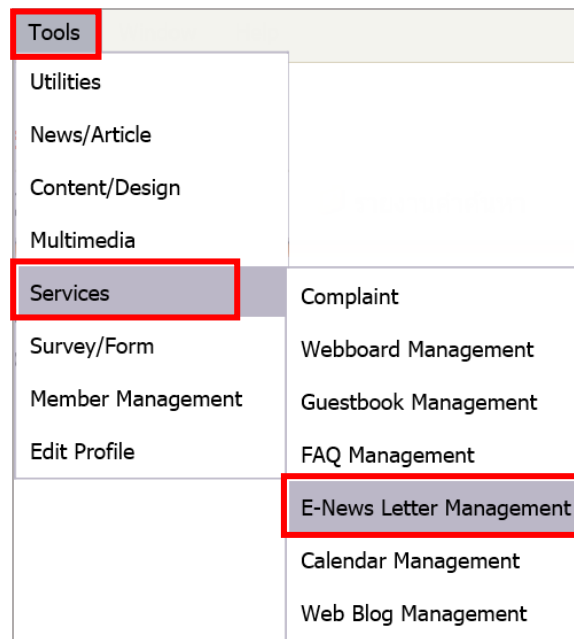 Tools
Utilities
News/Article
Content/Design
Multimedia
Services
Survey/Form
Member Management
Edit Profile
Complaint
Webboard Management
Guestbook Management
FAQ Management
E-News Letter Management
Calendar Management
Web Blog Management